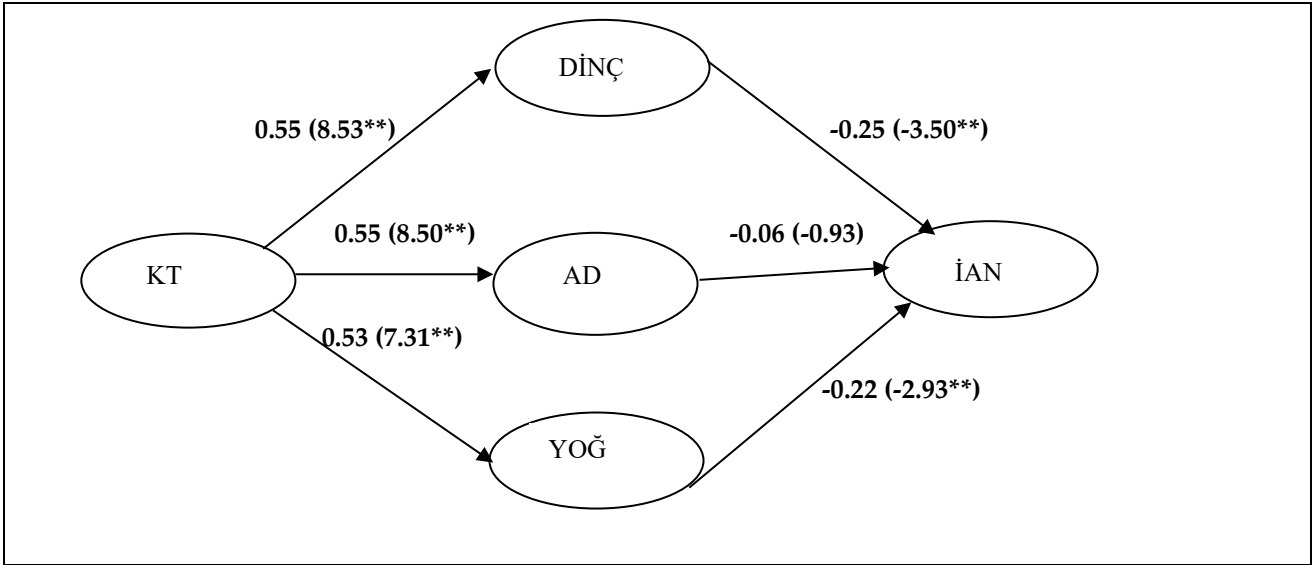 DİNÇ
0.55 (8.53**)
-0.25 (-3.50**)
0.55 (8.50**)
-0.06 (-0.93)
KT
AD
İAN
0.53 (7.31**)
-0.22 (-2.93**)
YOĞ